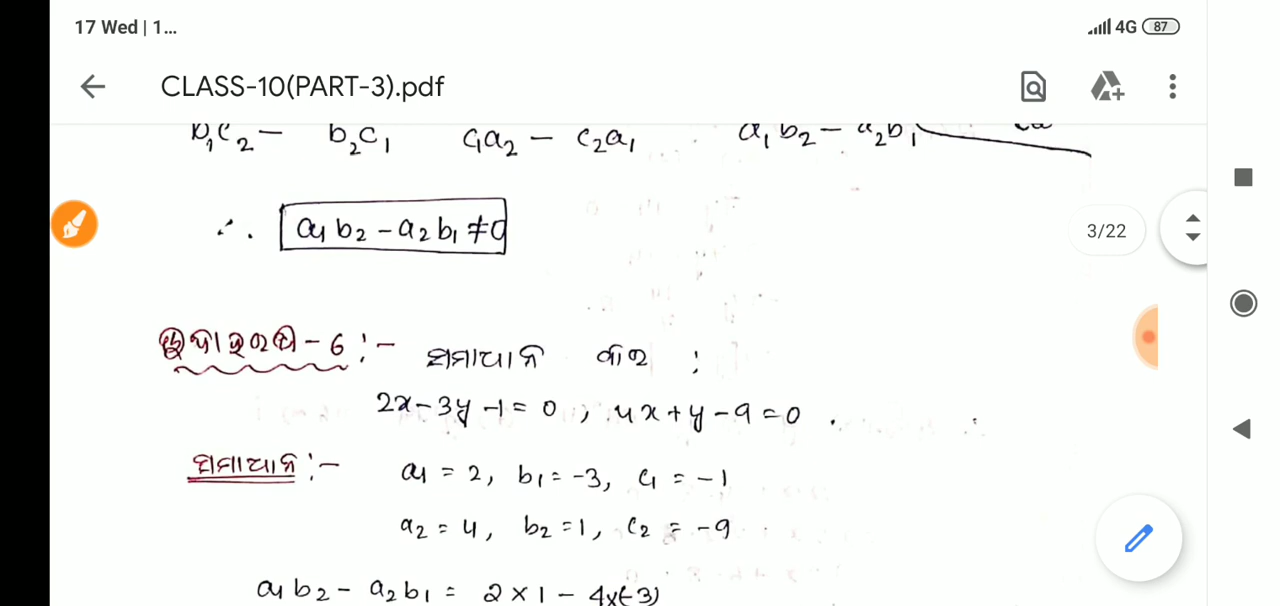 17 Wed | 1...
4G 87
CLASS-10(PART-3).pdf
b₁c₂ − b₂c₁ c₁a₂ − c₂a₁ a₁b₂ − a₂b₁
∴ a₁b₂ − a₂b₁ ≠ 0
3/22
ଉଦାହରଣ - 6 :-
ସମାଧାନ କର :
2x − 3y − 1 = 0, 4x + y − 9 = 0.
ସମାଧାନ :-
a₁ = 2, b₁ = −3, c₁ = −1
a₂ = 4, b₂ = 1, c₂ = −9
a₁b₂ − a₂b₁ = 2 × 1 − 4×(−3)